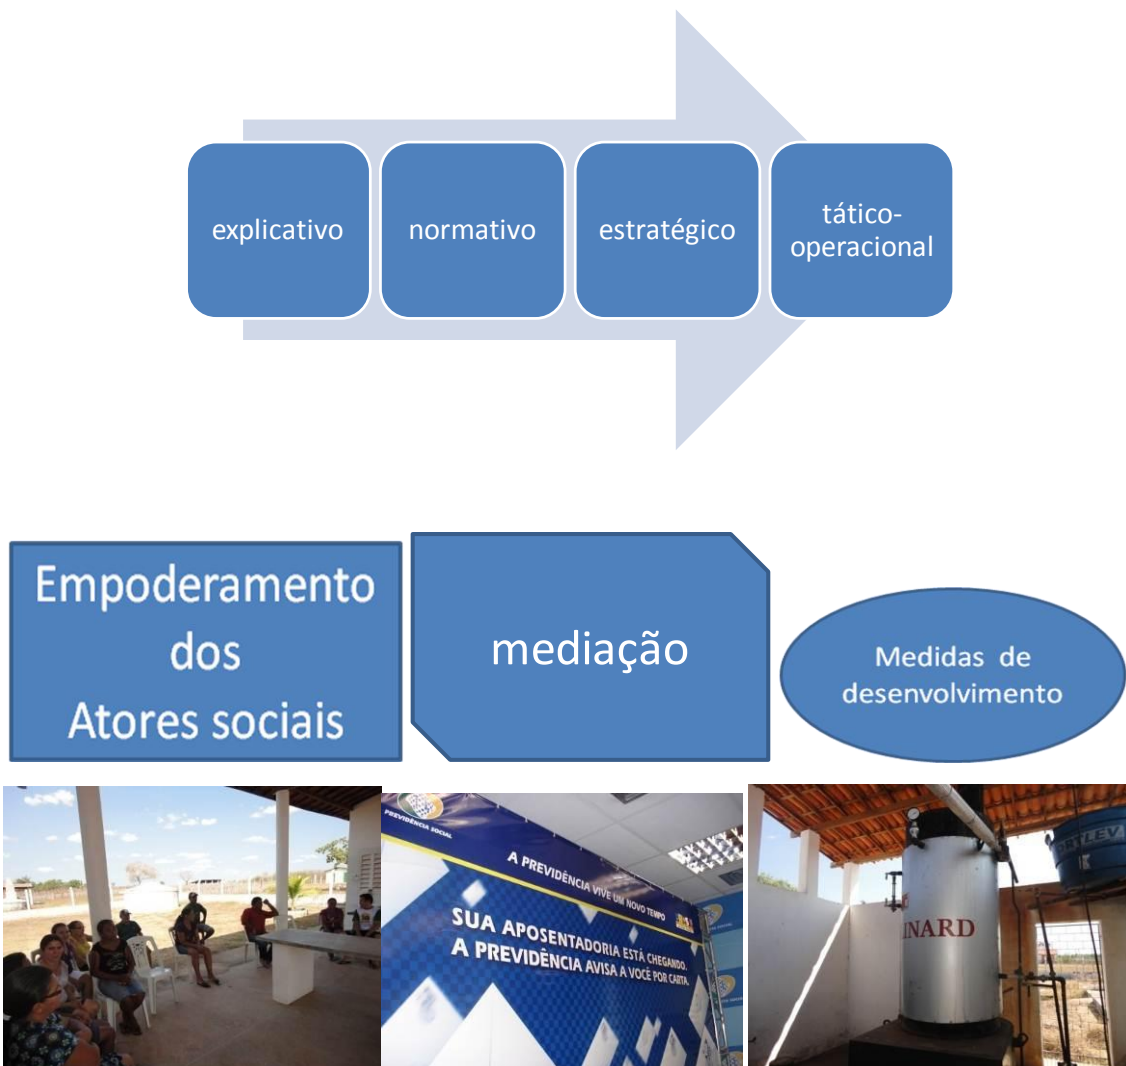 explicativo
normativo
estratégico
tático-
operacional
Empoderamento
dos
Atores sociais
mediação
Medidas de
desenvolvimento
PREVIDÊNCIA SOCIAL
A PREVIDÊNCIA VIVE UM NOVO TEMPO
SUA APOSENTADORIA ESTÁ CHEGANDO.
A PREVIDÊNCIA AVISA A VOCÊ POR CARTA.
INARD
RTLEV